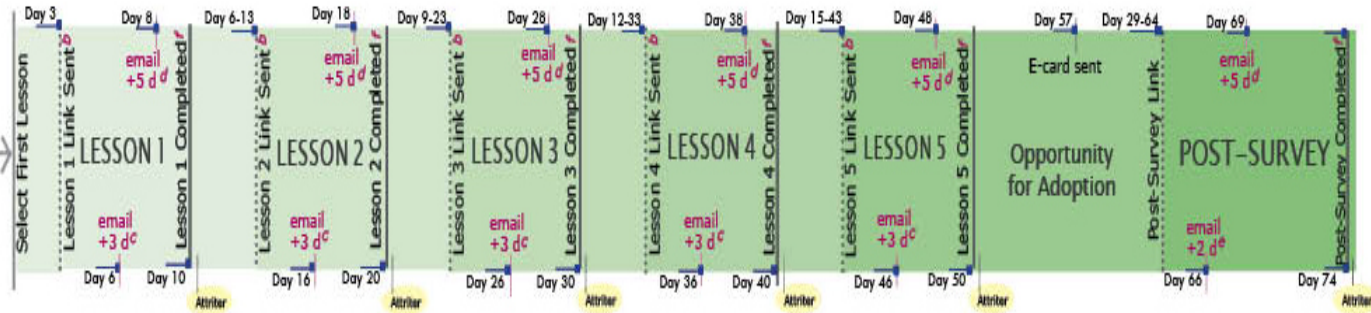 Day 3 Day 8 Day 6-13 Day 18 Day 9-23 Day 28 Day 12-33 Day 38 Day 15-43 Day 48 Day 57 Day 29-64 Day 69
Select First Lesson
Lesson 1 Link Sent b
email
+5 d d
LESSON 1
email
+3 d c
Lesson 1 Completed f
Lesson 2 Link Sent b
email
+5 d d
LESSON 2
email
+3 d c
Lesson 2 Completed f
Lesson 3 Link Sent b
email
+5 d d
LESSON 3
email
+3 d c
Lesson 3 Completed f
Lesson 4 Link Sent b
email
+5 d d
LESSON 4
email
+3 d c
Lesson 4 Completed f
Lesson 5 Link Sent b
email
+5 d d
LESSON 5
email
+3 d c
Lesson 5 Completed f
E-card sent
Opportunity
for Adoption
Post-Survey Link
email
+5 d d
POST-SURVEY
email
+2 d e
Post-Survey Completed f
Day 6 Day 10 Day 16 Day 20 Day 26 Day 30 Day 36 Day 40 Day 46 Day 50 Day 66 Day 74
Attriter Attriter Attriter Attriter Attriter Attriter